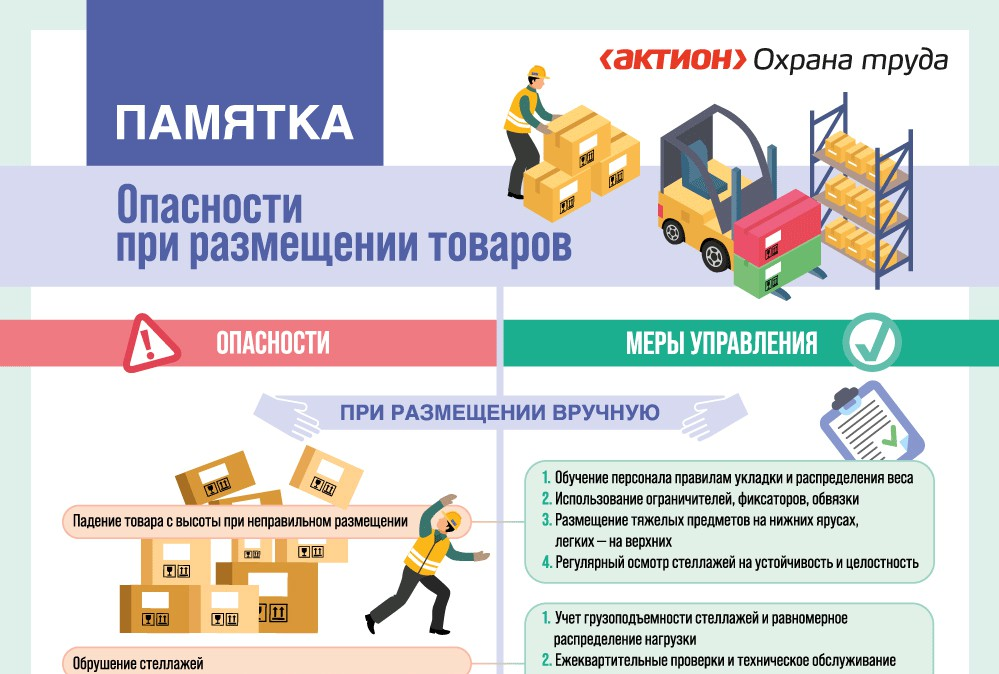 ‹АКТИОН› Охрана труда
ПАМЯТКА
Опасности
при размещении товаров
ОПАСНОСТИ
МЕРЫ УПРАВЛЕНИЯ
ПРИ РАЗМЕЩЕНИИ ВРУЧНУЮ
Падение товара с высоты при неправильном размещении
1. Обучение персонала правилам укладки и распределения веса
2. Использование ограничителей, фиксаторов, обвязки
3. Размещение тяжелых предметов на нижних ярусах,
легких – на верхних
4. Регулярный осмотр стеллажей на устойчивость и целостность
Обрушение стеллажей
1. Учет грузоподъемности стеллажей и равномерное
распределение нагрузки
2. Ежеквартительные проверки и техническое обслуживание